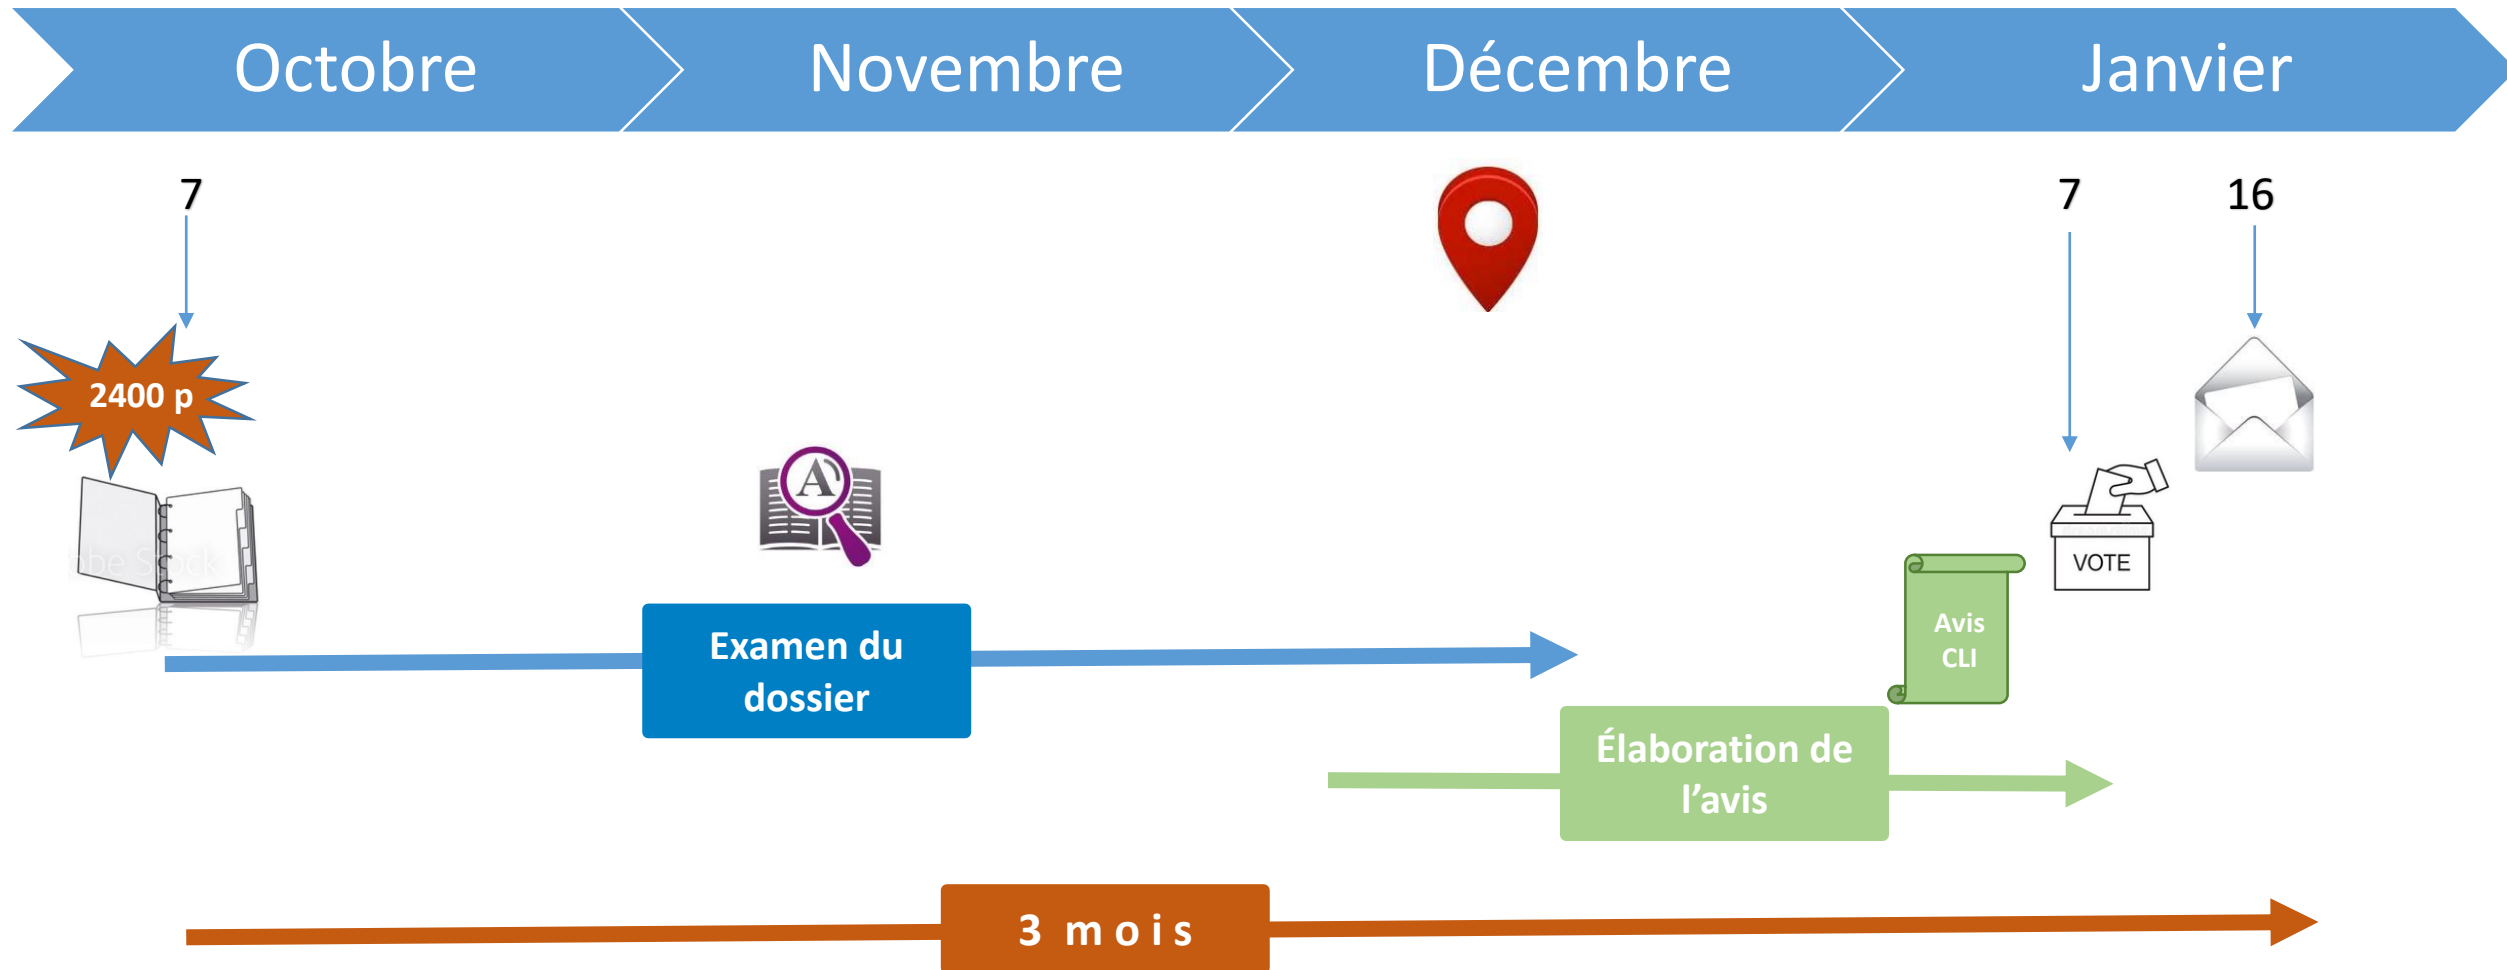 Octobre
Novembre
Décembre
Janvier
7
7
16
2400 p
A
VOTE
Avis
CLI
Examen du
dossier
Élaboration de
l'avis
3 mois